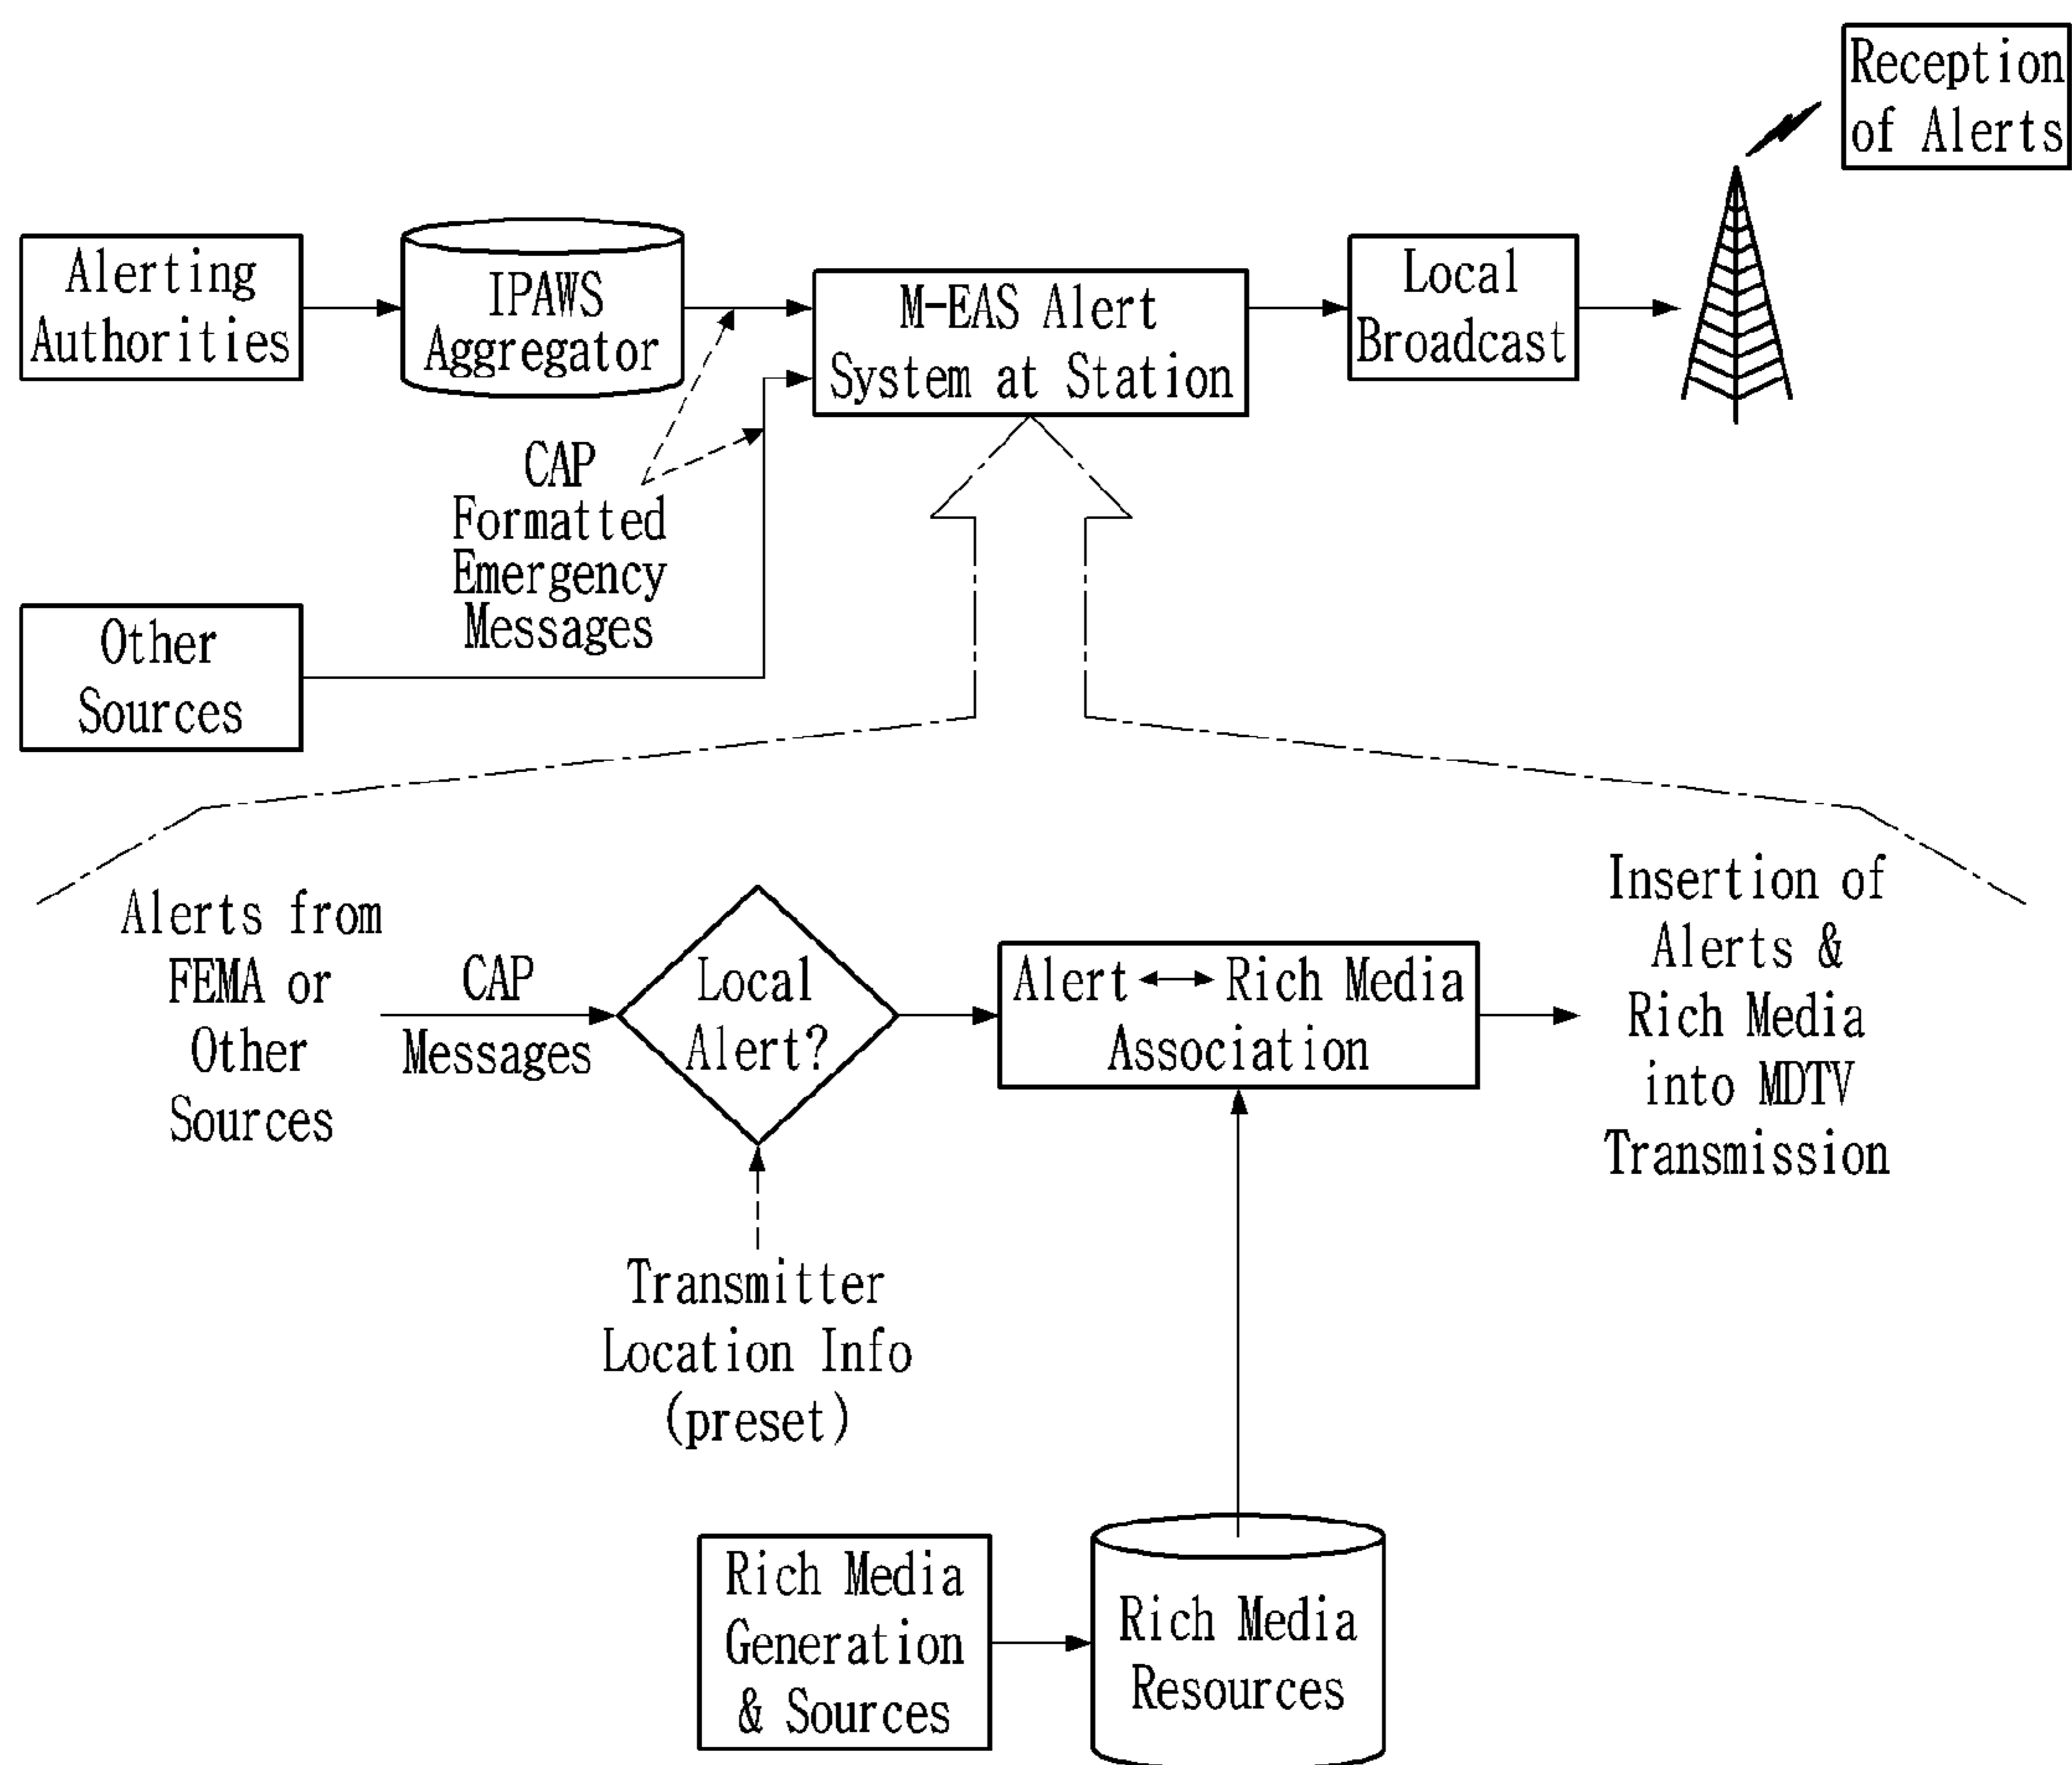 Reception
of Alerts
Alerting
Authorities
IPAWS
Aggregator
M-EAS Alert
System at Station
Local
Broadcast
CAP
Formatted
Emergency
Messages
Other
Sources
Alerts from
FEMA or
Other
Sources
CAP
Messages
Local
Alert?
Alert Rich Media
Association
Insertion of
Alerts &
Rich Media
into MDTV
Transmission
Transmitter
Location Info
(preset)
Rich Media
Generation
& Sources
Rich Media
Resources